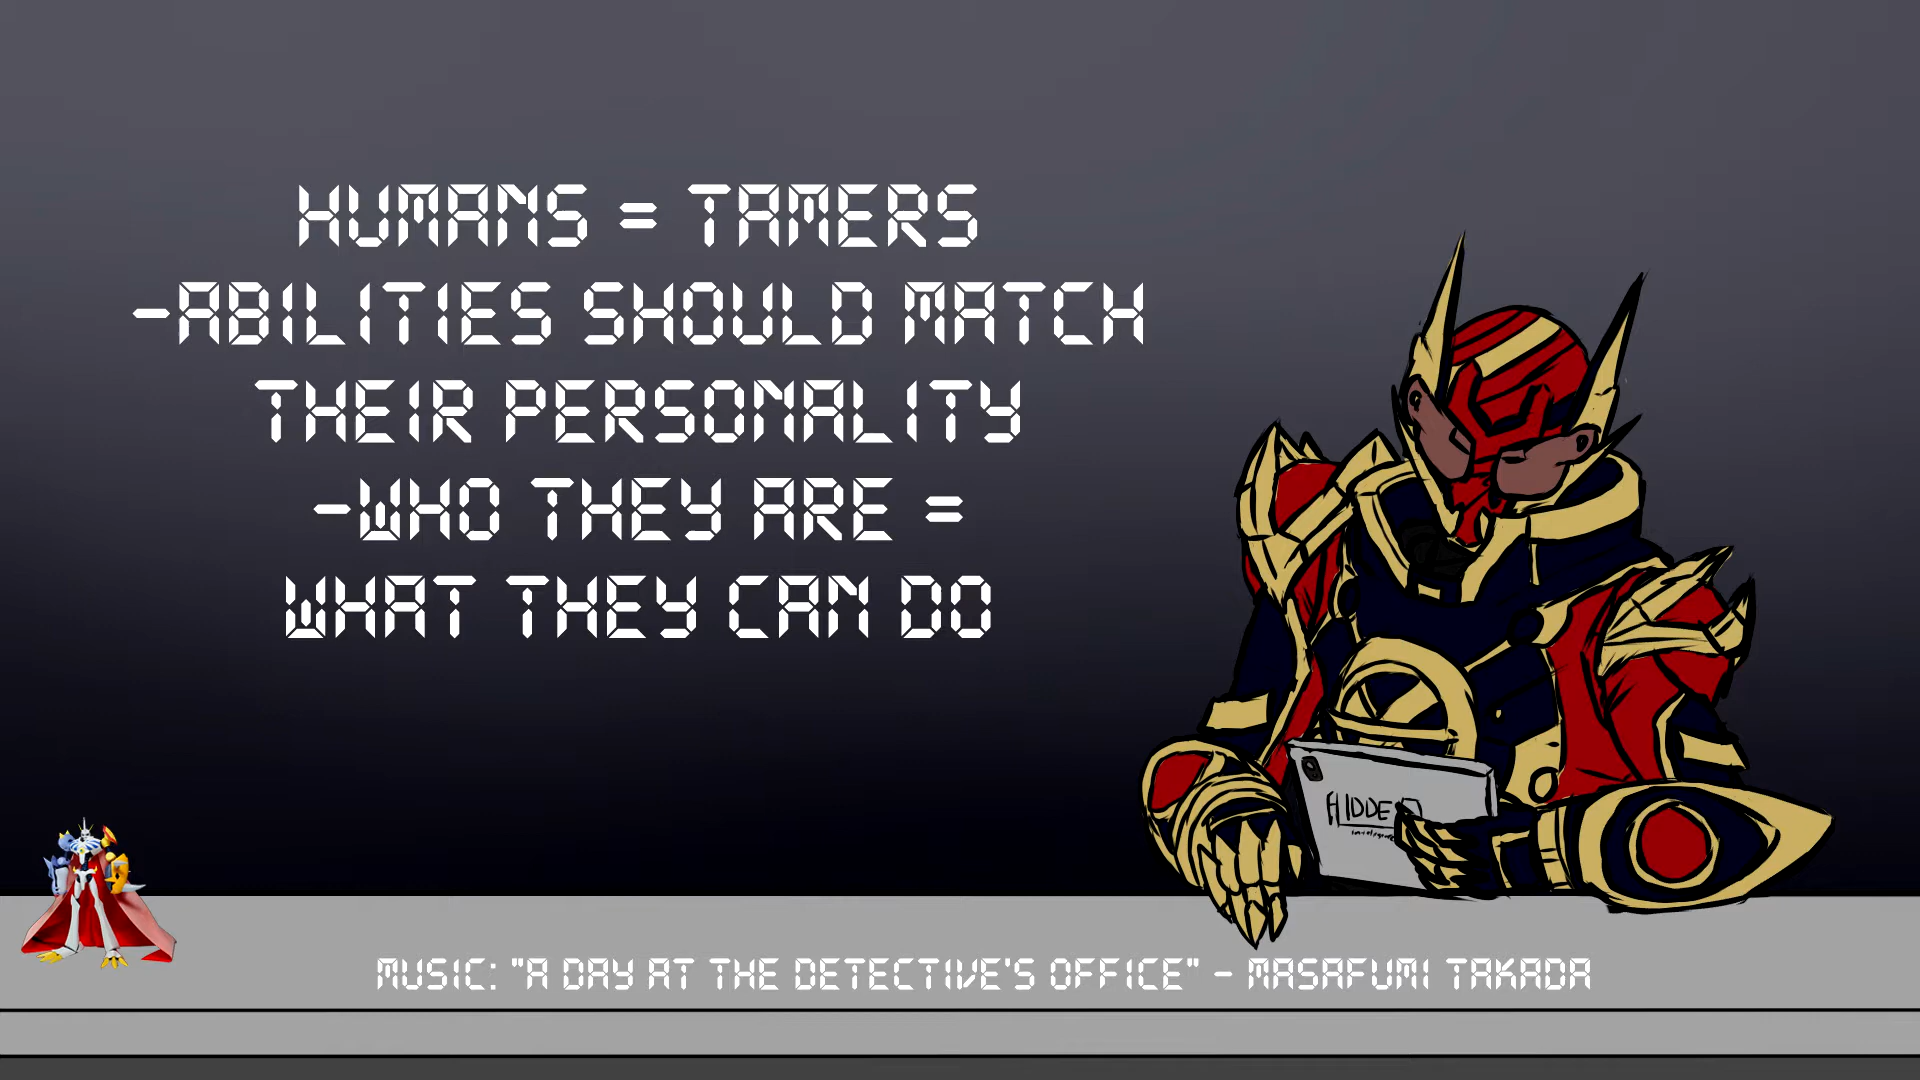 HUMANS = TAMERS
-ABILITIES SHOULD MATCH
THEIR PERSONALITY
-WHO THEY ARE =
WHAT THEY CAN DO
HIDDEN
MUSIC: "A DAY AT THE DETECTIVE'S OFFICE" - MASAFUMI TAKADA